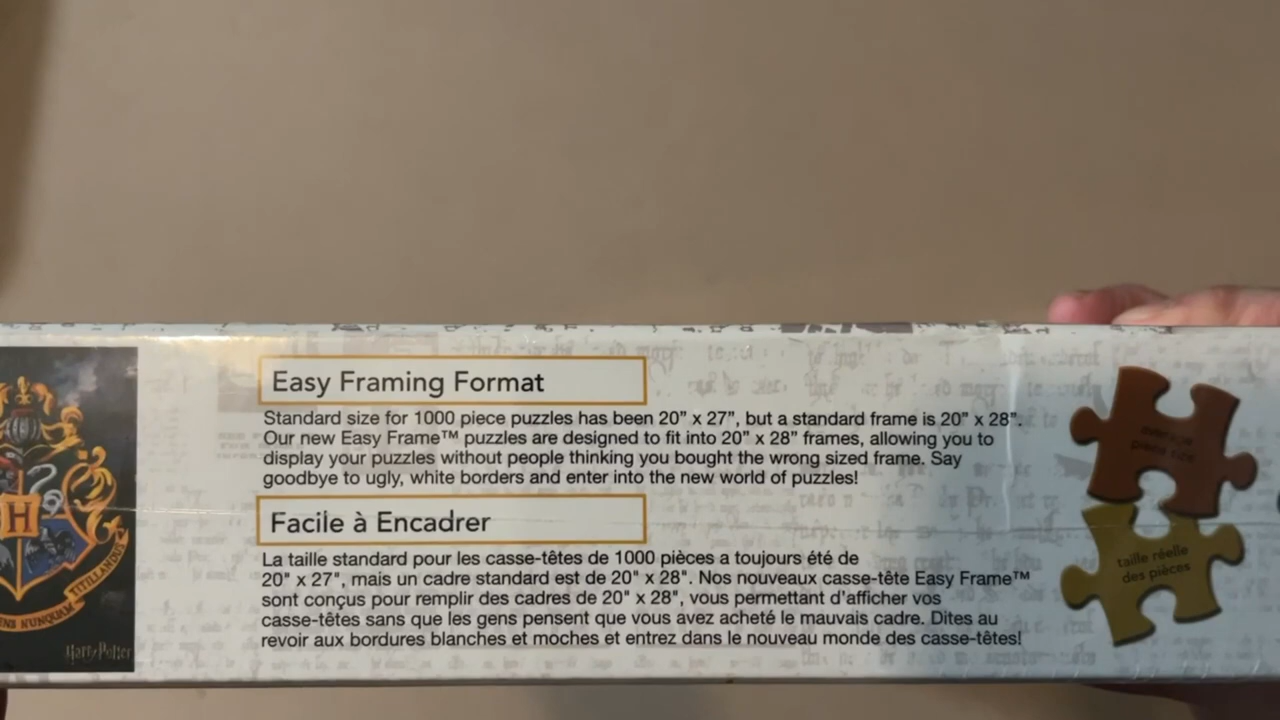 Easy Framing Format
Standard size for 1000 piece puzzles has been 20" x 27", but a standard frame is 20" x 28".
Our new Easy Frame™ puzzles are designed to fit into 20" x 28" frames, allowing you to
display your puzzles without people thinking you bought the wrong sized frame. Say
goodbye to ugly, white borders and enter into the new world of puzzles!
Facile à Encadrer
La taille standard pour les casse-têtes de 1000 pièces a toujours été de
20" x 27", mais un cadre standard est de 20" x 28". Nos nouveaux casse-tête Easy Frame™
sont conçus pour remplir des cadres de 20" x 28", vous permettant d'afficher vos
casse-têtes sans que les gens pensent que vous avez acheté le mauvais cadre. Dites au
revoir aux bordures blanches et moches et entrez dans le nouveau monde des casse-têtes!
H
NUNQUAM TITILLANDUS
Harry Potter
piece size
taille réelle
des pièces